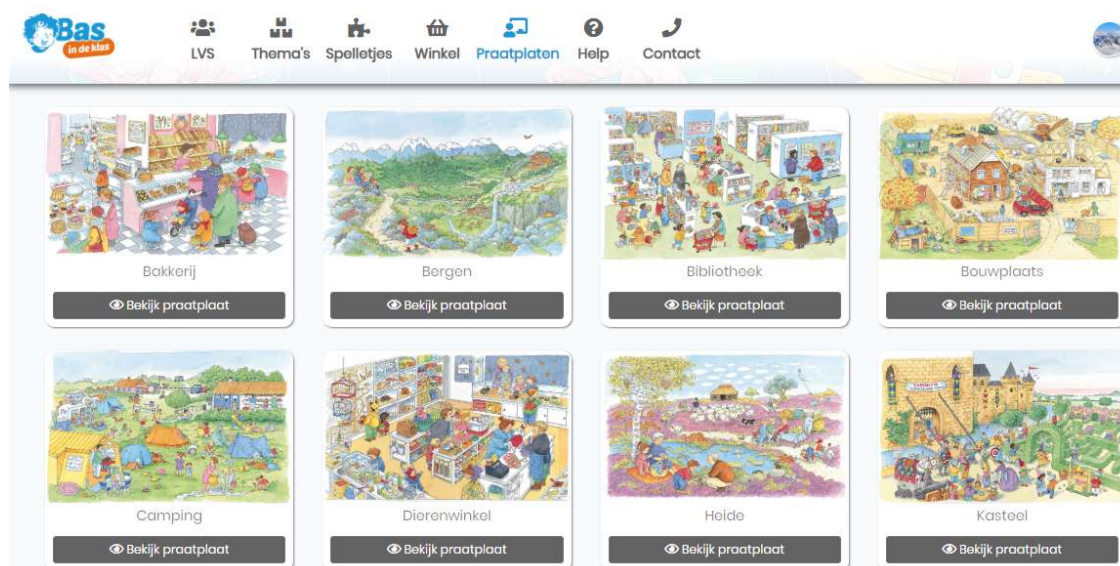 Bas
in de klas
LVS
Thema's
Spelletjes
Winkel
Praatplaten
Help
Contact
Bakkerij
Bergen
Bibliotheek
Bouwplaats
Bekijk praatplaat
Bekijk praatplaat
Bekijk praatplaat
Bekijk praatplaat
Camping
Dierenwinkel
Heide
Kasteel
Bekijk praatplaat
Bekijk praatplaat
Bekijk praatplaat
Bekijk praatplaat